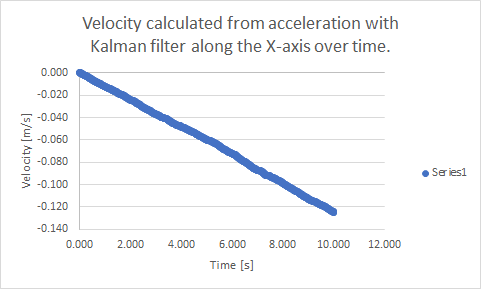 Velocity calculated from acceleration with
Kalman filter along the X-axis over time.
0.000
-0.020
-0.040
-0.060
-0.080
-0.100
-0.120
-0.140
Velocity [m/s]
0.000 2.000 4.000 6.000 8.000 10.000 12.000
Time [s]
Series1